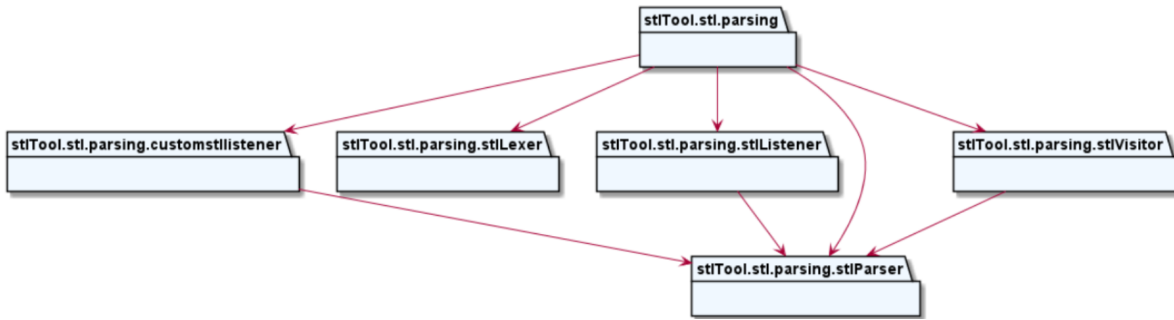 stlTool.stl.parsing
stlTool.stl.parsing.customstllistener
stlTool.stl.parsing.stlLexer
stlTool.stl.parsing.stlListener
stlTool.stl.parsing.stlVisitor
stlTool.stl.parsing.stlParser